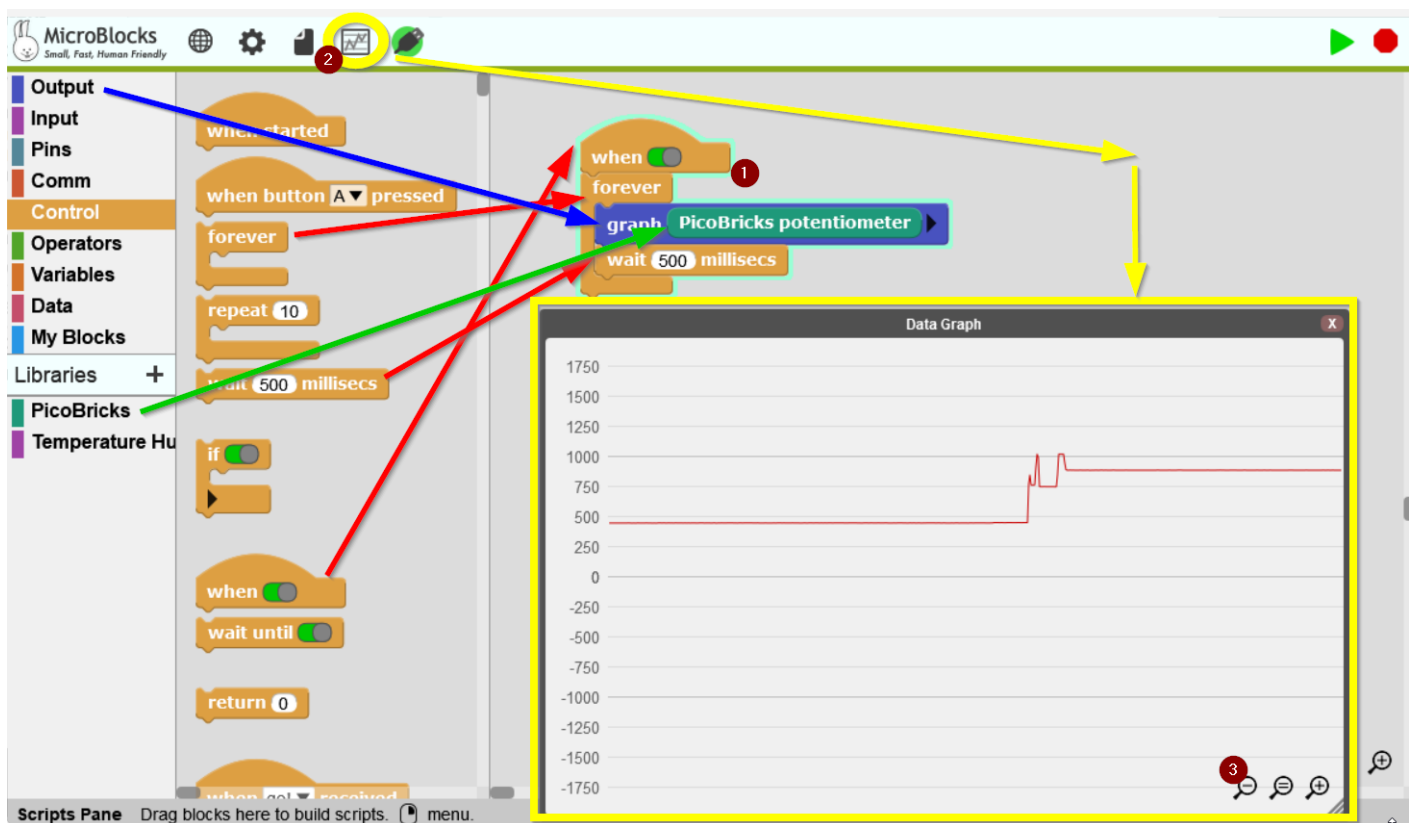 MicroBlocks
Small, Fast, Human Friendly
2
Output
Input
Pins
Comm
Control
Operators
Variables
Data
My Blocks
Libraries +
PicoBricks
Temperature Hu
when started
when button A pressed
forever
repeat 10
wait 500 millisecs
if
when
wait until
return 0
when go! received
when
1
forever
graph PicoBricks potentiometer
wait 500 millisecs
Data Graph
X
1750
1500
1250
1000
750
500
250
0
-250
-500
-750
-1000
-1250
-1500
-1750
3
Scripts Pane Drag blocks here to build scripts. menu.